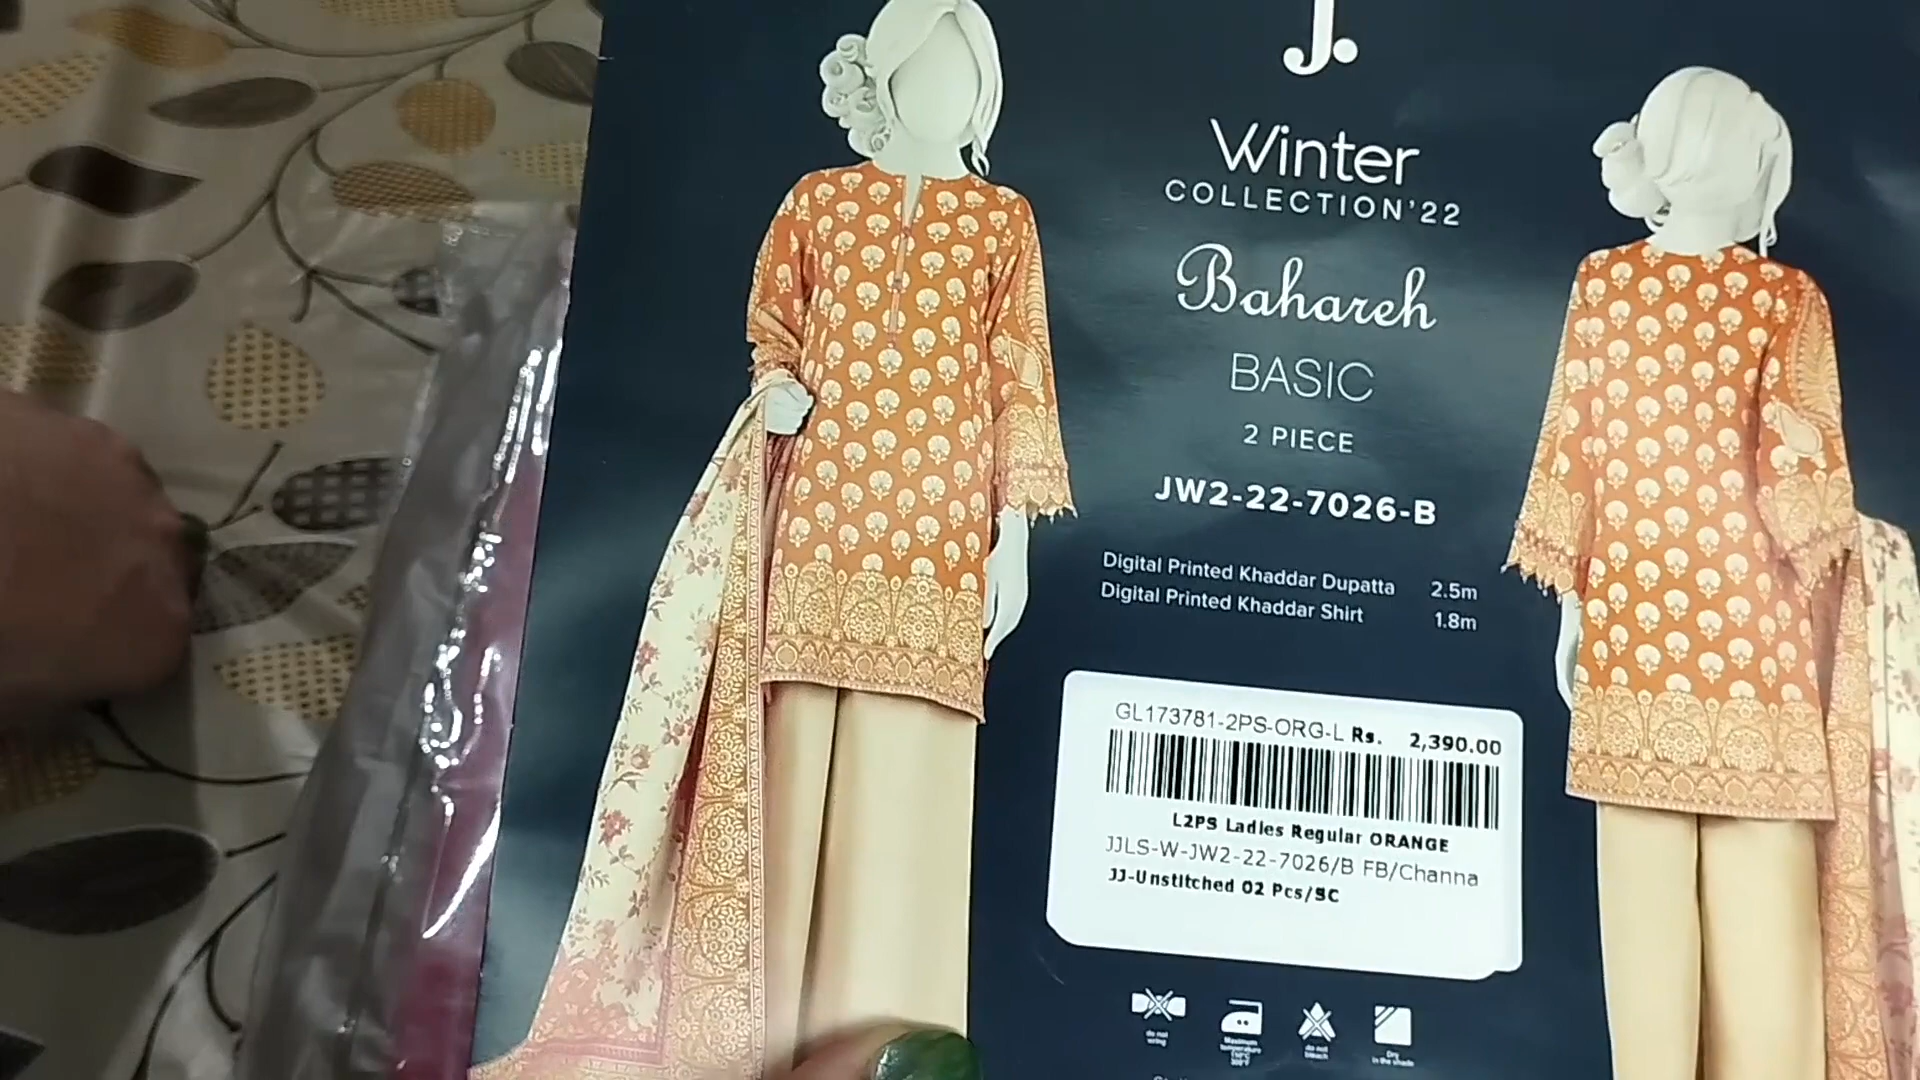 J.
Winter
COLLECTION'22
Bahareh
BASIC
2 PIECE
JW2-22-7026-B
Digital Printed Khaddar Dupatta 2.5m
Digital Printed Khaddar Shirt 1.8m
GL173781-2PS-ORG-L Rs. 2,390.00
L2PS Ladies Regular ORANGE
JJLS-W-JW2-22-7026/B FB/Channa
JJ-Unstitched 02 Pcs/SC
do not
wring
Maximum
temperature
do not
bleach
Dry
in the shade